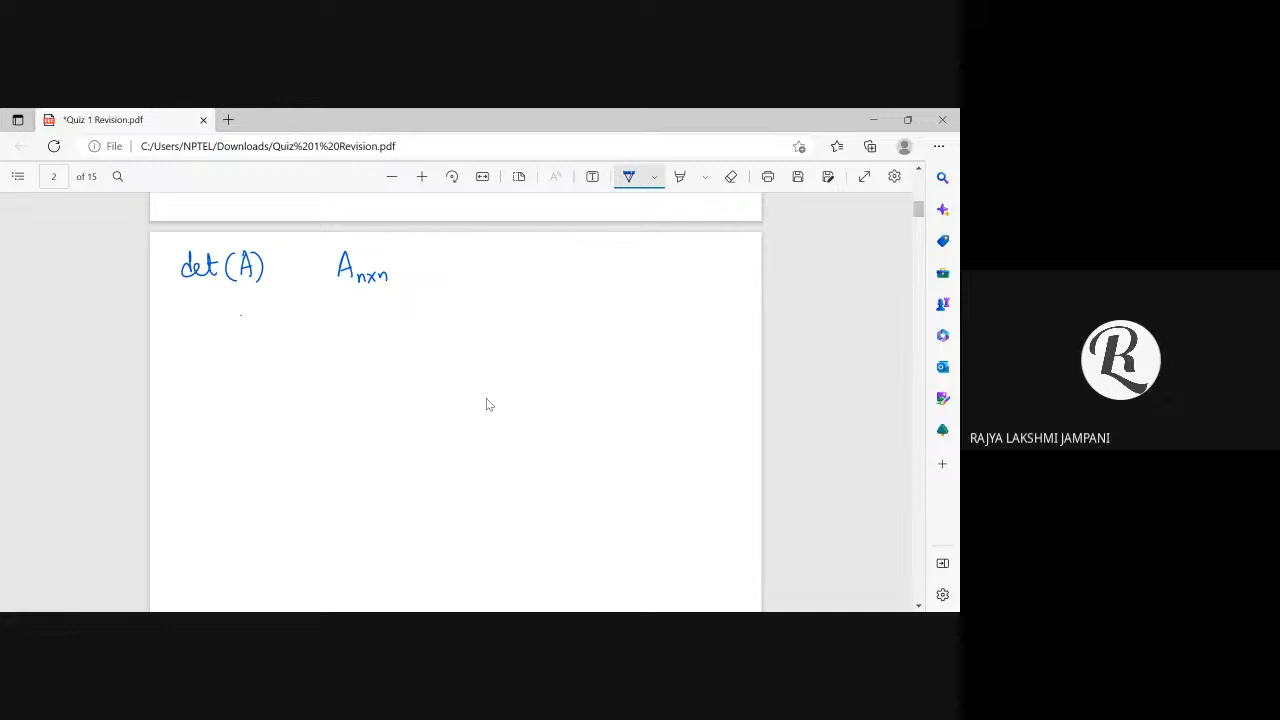 *Quiz 1 Revision.pdf
File C:/Users/NPTEL/Downloads/Quiz%201%20Revision.pdf
2 of 15
det (A) Aₙₓₙ
R
RAJYA LAKSHMI JAMPANI